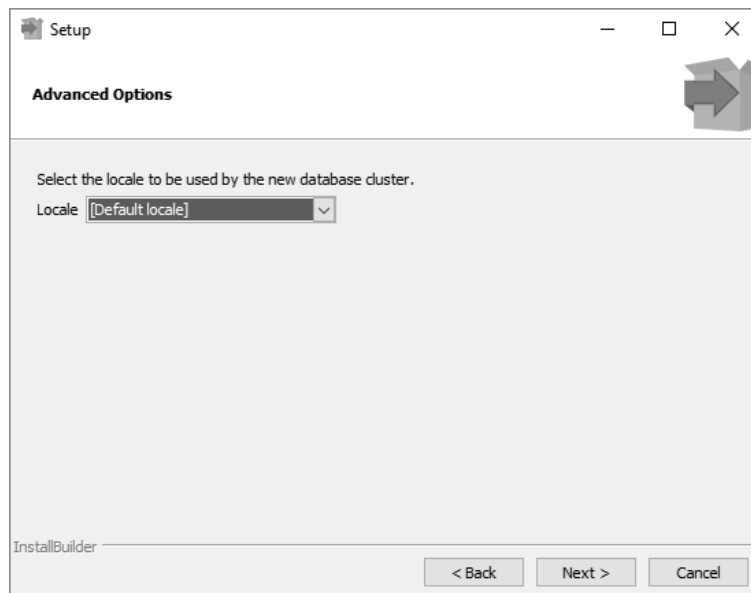 Setup
Advanced Options
Select the locale to be used by the new database cluster.
Locale [Default locale]
InstallBuilder
< Back Next > Cancel